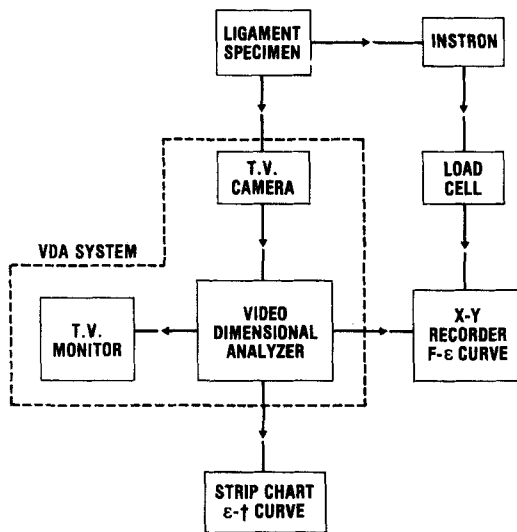 LIGAMENT
SPECIMEN
INSTRON
T.V.
CAMERA
LOAD
CELL
VDA SYSTEM
T.V.
MONITOR
VIDEO
DIMENSIONAL
ANALYZER
X-Y
RECORDER
F-ε CURVE
STRIP CHART
ε-† CURVE